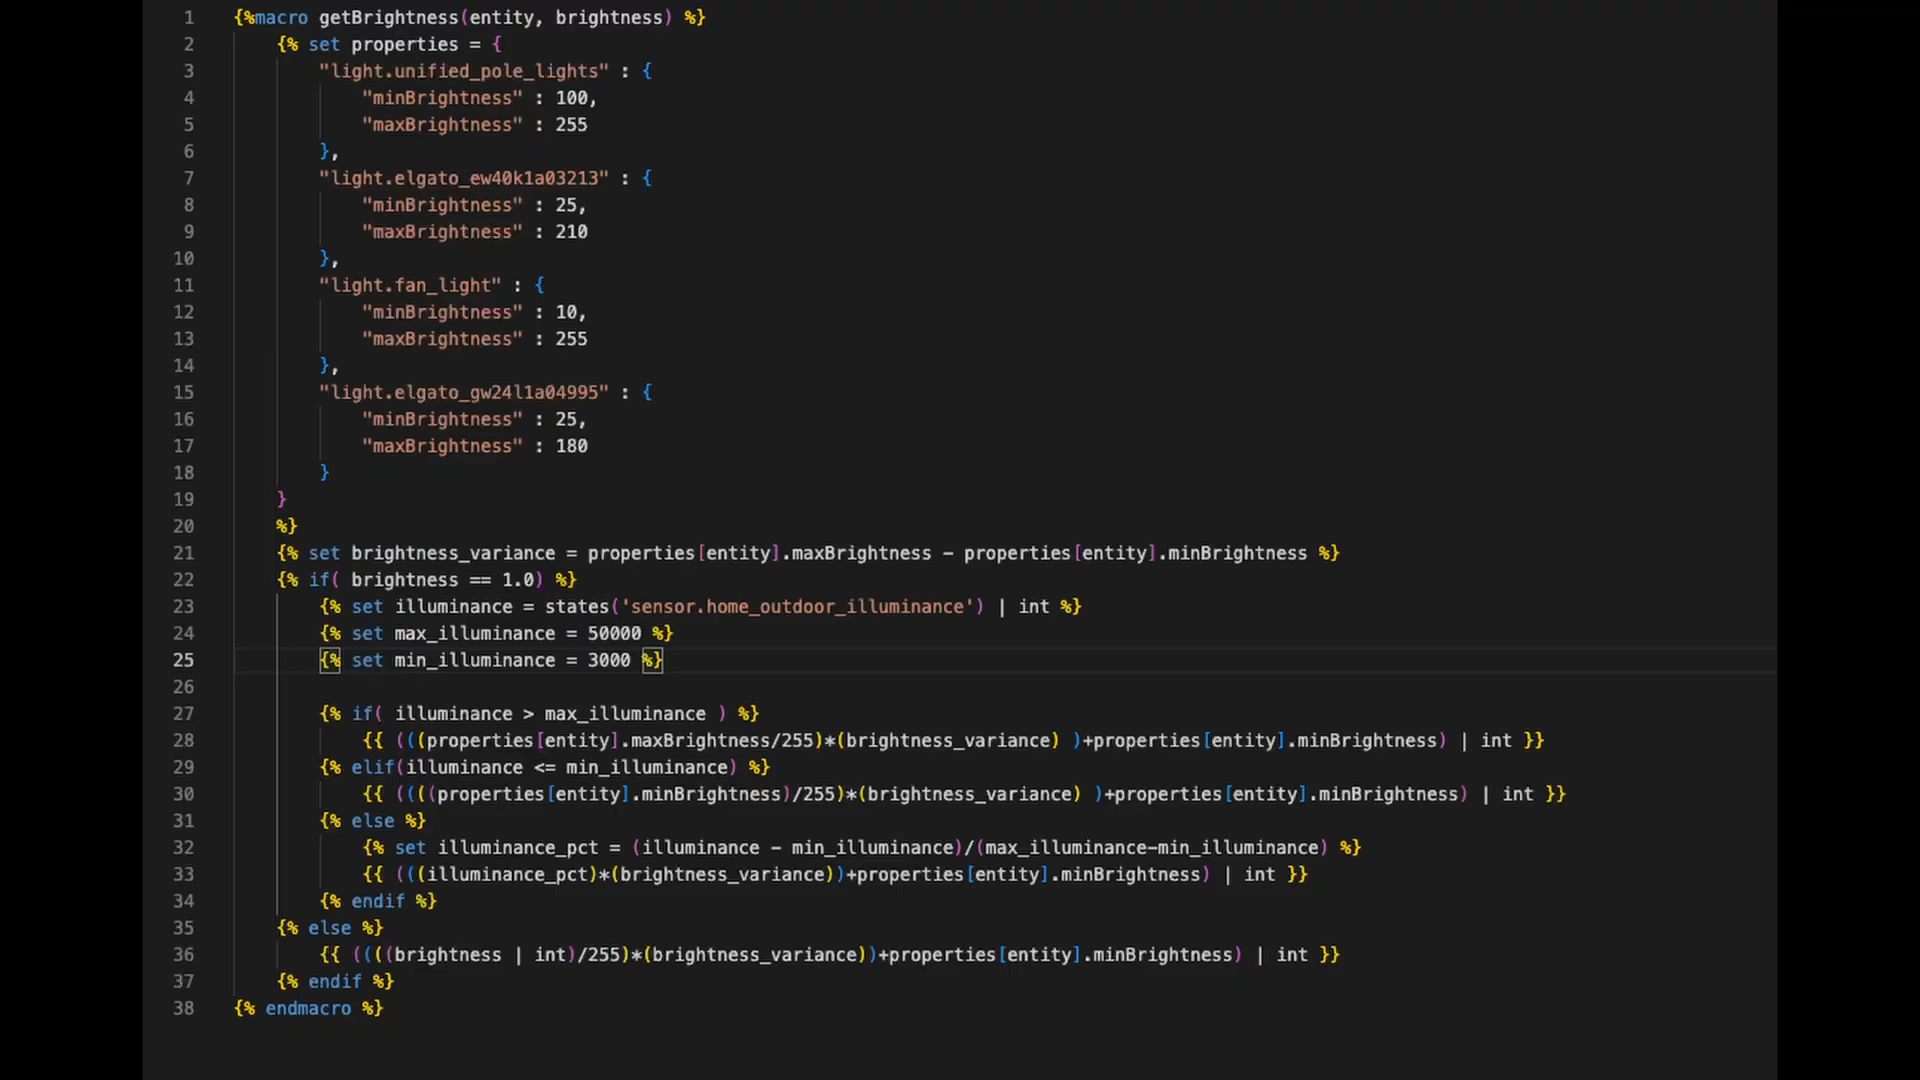 1 {%macro getBrightness(entity, brightness) %}
2 {% set properties = {
3 "light.unified_pole_lights" : {
4 "minBrightness" : 100,
5 "maxBrightness" : 255
6 },
7 "light.elgato_ew40k1a03213" : {
8 "minBrightness" : 25,
9 "maxBrightness" : 210
10 },
11 "light.fan_light" : {
12 "minBrightness" : 10,
13 "maxBrightness" : 255
14 },
15 "light.elgato_gw24l1a04995" : {
16 "minBrightness" : 25,
17 "maxBrightness" : 180
18 }
19 }
20 %}
21 {% set brightness_variance = properties[entity].maxBrightness - properties[entity].minBrightness %}
22 {% if( brightness == 1.0) %}
23 {% set illuminance = states('sensor.home_outdoor_illuminance') | int %}
24 {% set max_illuminance = 50000 %}
25 {% set min_illuminance = 3000 %}
26
27 {% if( illuminance > max_illuminance ) %}
28 {{ (((properties[entity].maxBrightness/255)*(brightness_variance) )+properties[entity].minBrightness) | int }}
29 {% elif(illuminance <= min_illuminance) %}
30 {{ ((((properties[entity].minBrightness)/255)*(brightness_variance) )+properties[entity].minBrightness) | int }}
31 {% else %}
32 {% set illuminance_pct = (illuminance - min_illuminance)/(max_illuminance-min_illuminance) %}
33 {{ (((illuminance_pct)*(brightness_variance))+properties[entity].minBrightness) | int }}
34 {% endif %}
35 {% else %}
36 {{ ((((brightness | int)/255)*(brightness_variance))+properties[entity].minBrightness) | int }}
37 {% endif %}
38 {% endmacro %}